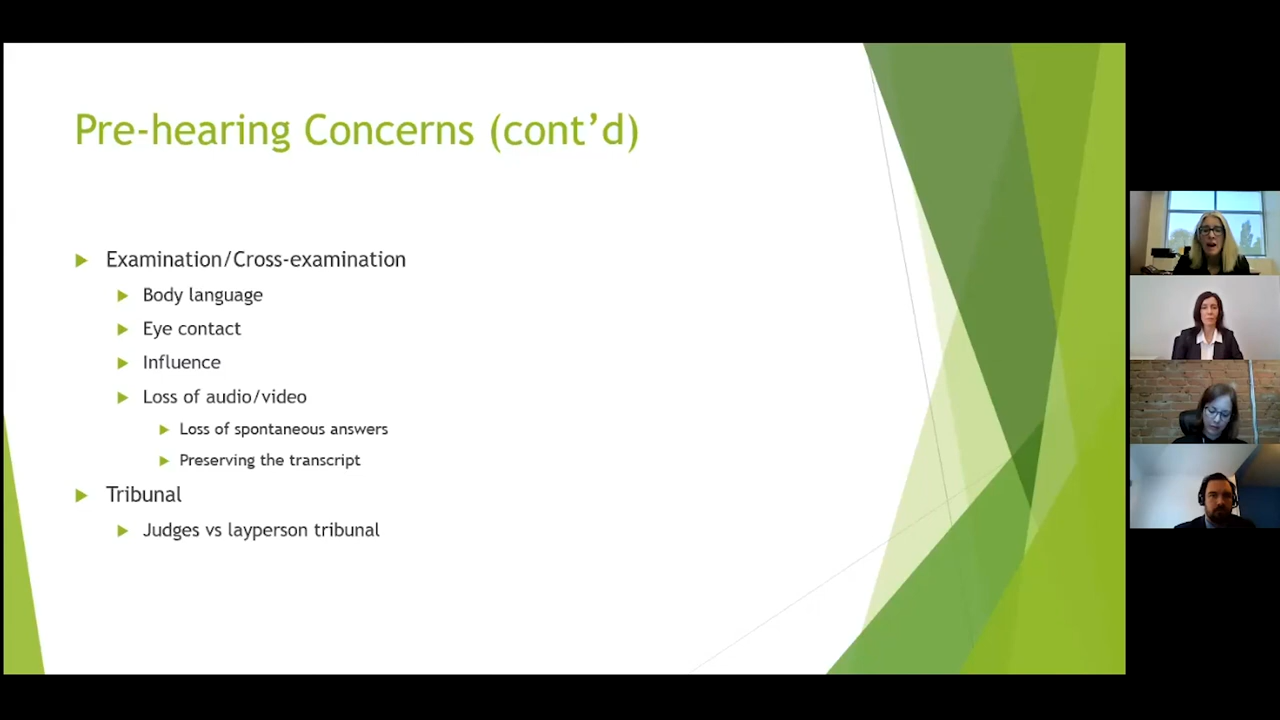 Pre-hearing Concerns (cont’d)
Examination/Cross-examination
Body language
Eye contact
Influence
Loss of audio/video
Loss of spontaneous answers
Preserving the transcript
Tribunal
Judges vs layperson tribunal